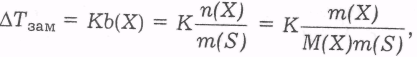 ΔT_зам = Kb(X) = K n(X)/m(S) = K m(X)/M(X)m(S),